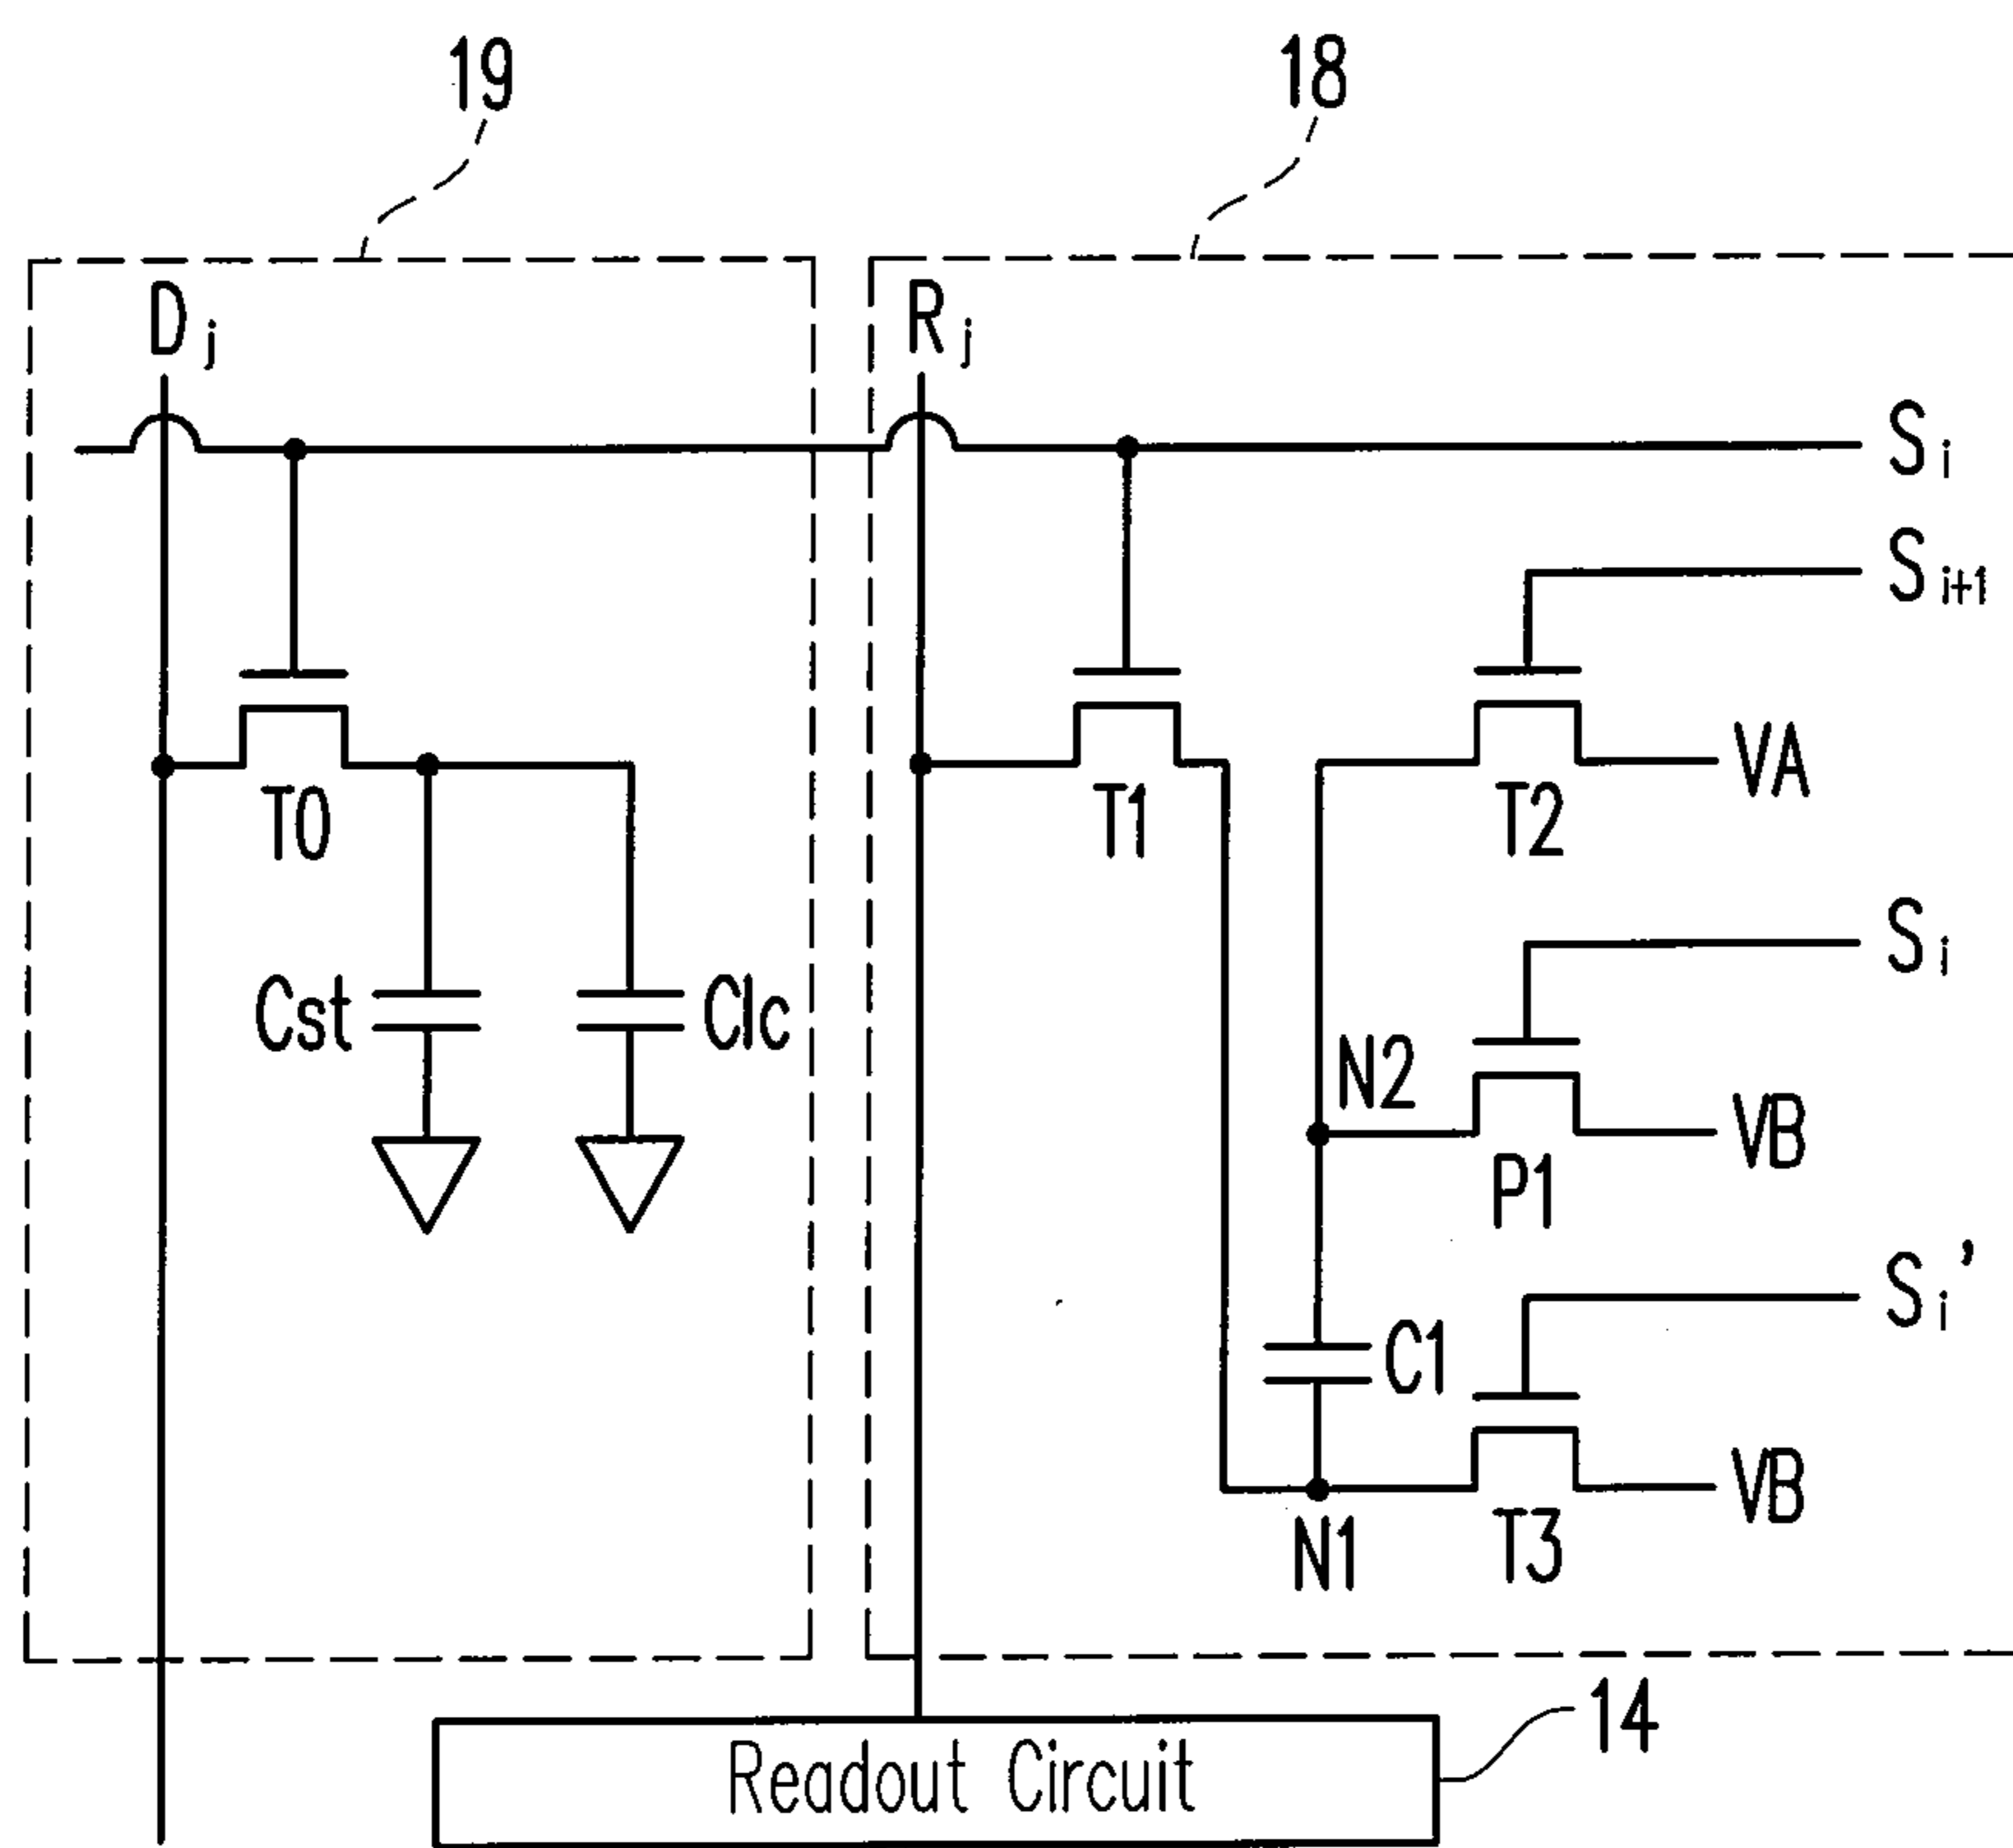 19
18
Dj
Rj
Si
Si+1
T0
T1
T2
VA
Cst
Clc
Si
N2
P1
VB
Si’
C1
N1
T3
VB
14
Readout Circuit